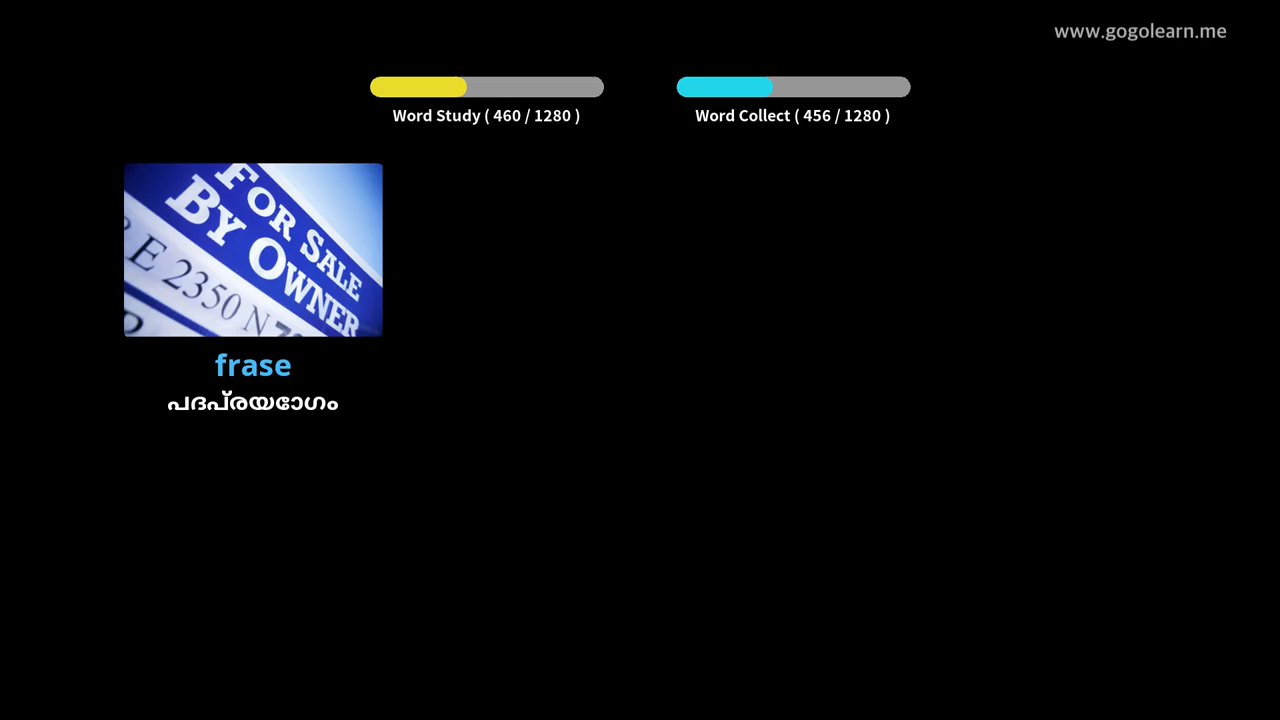 www.gogolearn.me
Word Study ( 460 / 1280 )
Word Collect ( 456 / 1280 )
FOR SALE
BY OWNER
E 2350 N
frase
പദപ്രയോഗം